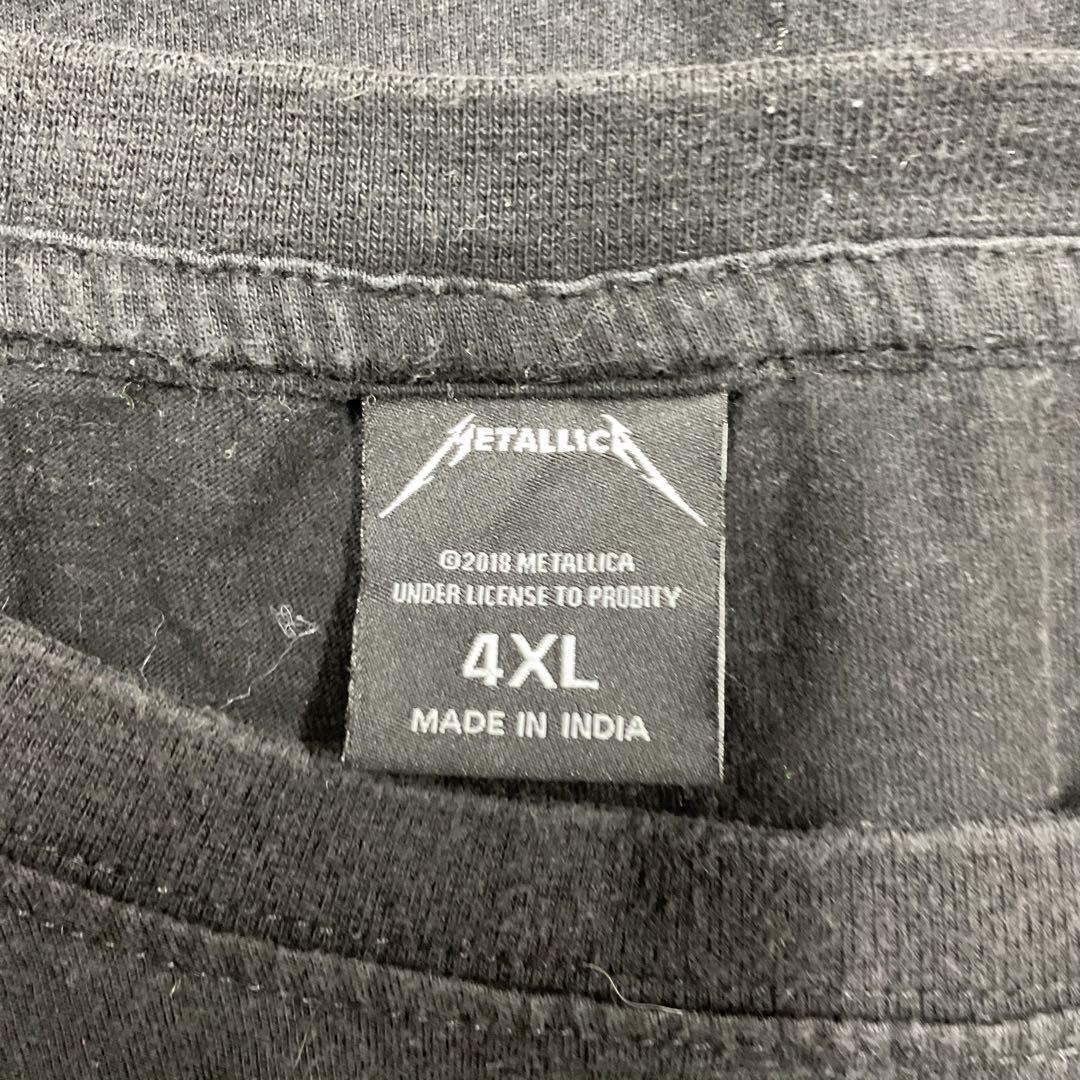 METALLICA
©2018 METALLICA
UNDER LICENSE TO PROBITY
4XL
MADE IN INDIA